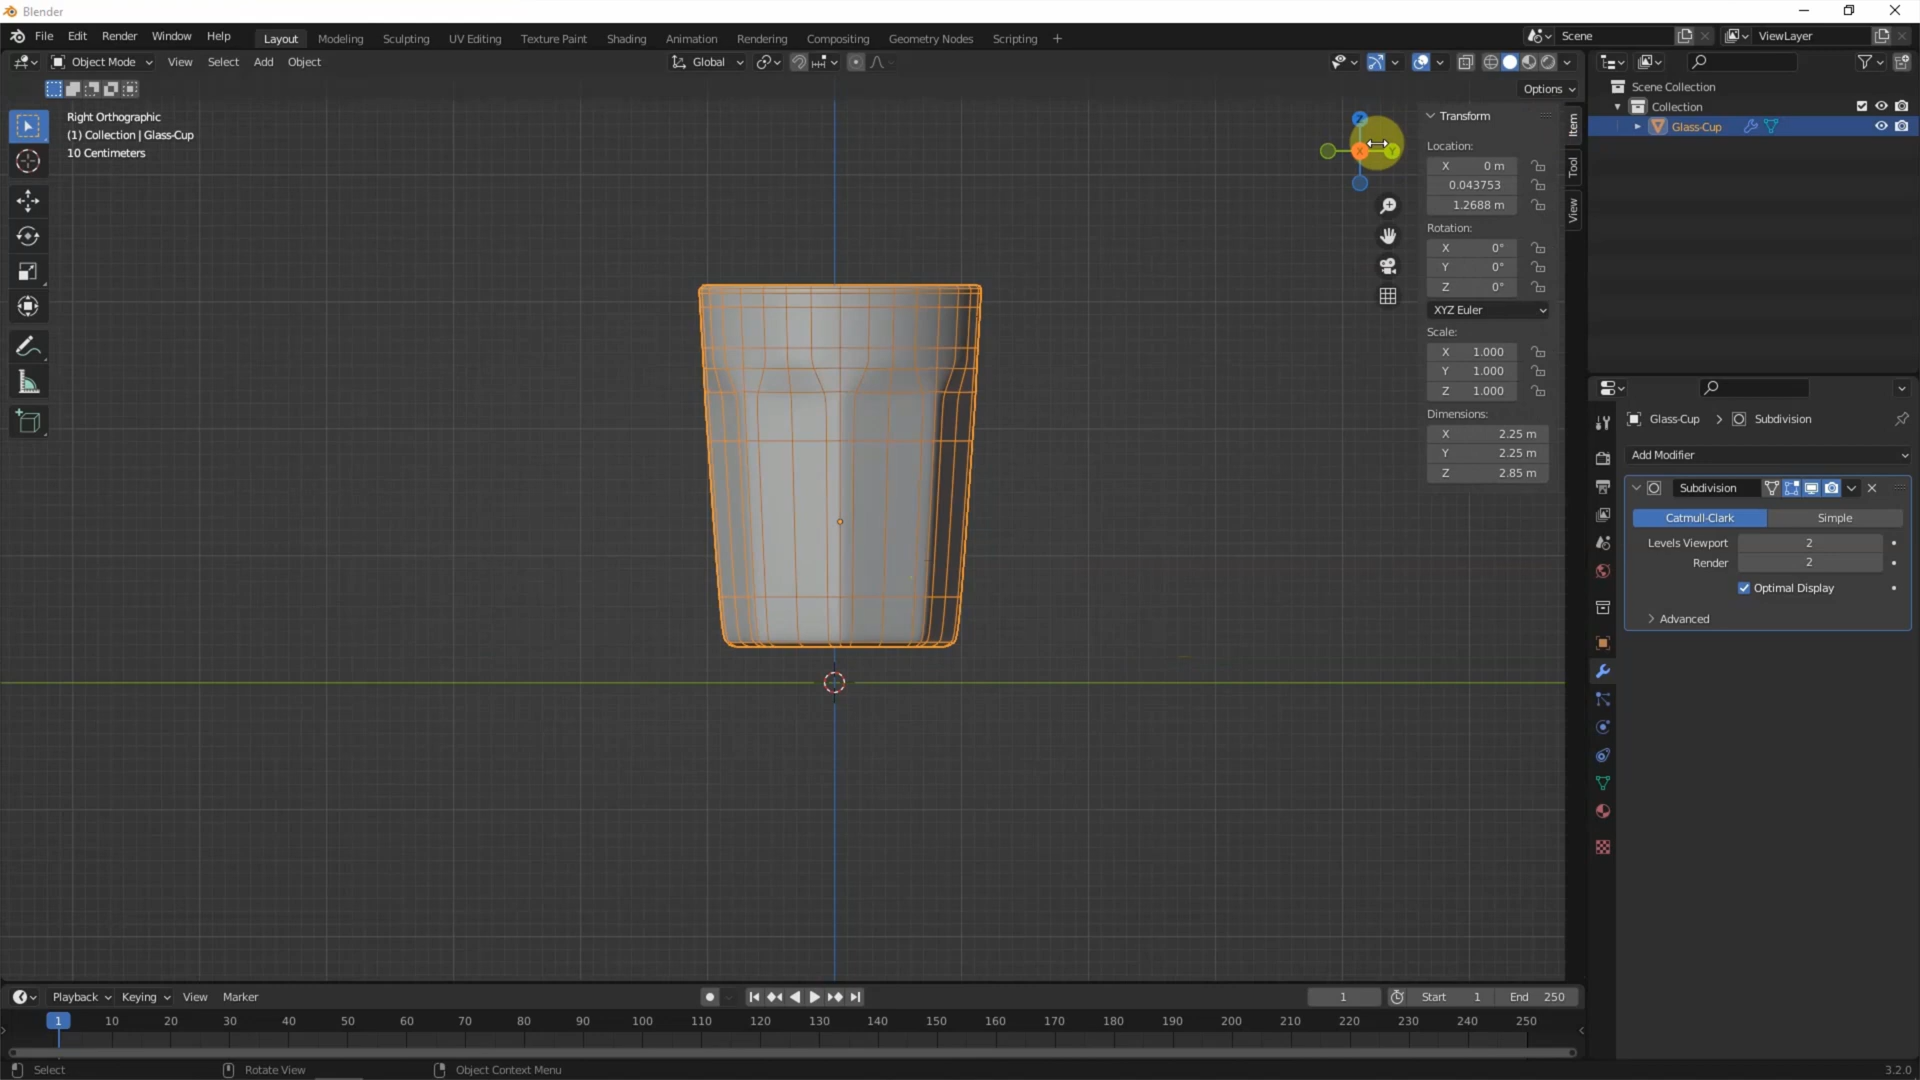 Blender
File Edit Render Window Help Layout Modeling Sculpting UV Editing Texture Paint Shading Animation Rendering Compositing Geometry Nodes Scripting + Scene ViewLayer
Object Mode View Select Add Object Global
Options
Right Orthographic
(1) Collection | Glass-Cup
10 Centimeters
Z
X
Y
Transform
Location:
X 0 m
0.043753
1.2688 m
Rotation:
X 0°
Y 0°
Z 0°
XYZ Euler
Scale:
X 1.000
Y 1.000
Z 1.000
Dimensions:
X 2.25 m
Y 2.25 m
Z 2.85 m
Item
Tool
View
Scene Collection
Collection
Glass-Cup
Glass-Cup > Subdivision
Add Modifier
Subdivision
Catmull-Clark Simple
Levels Viewport 2
Render 2
Optimal Display
Advanced
Playback Keying View Marker 1 Start 1 End 250
1 10 20 30 40 50 60 70 80 90 100 110 120 130 140 150 160 170 180 190 200 210 220 230 240 250
Select Rotate View Object Context Menu 3.2.0